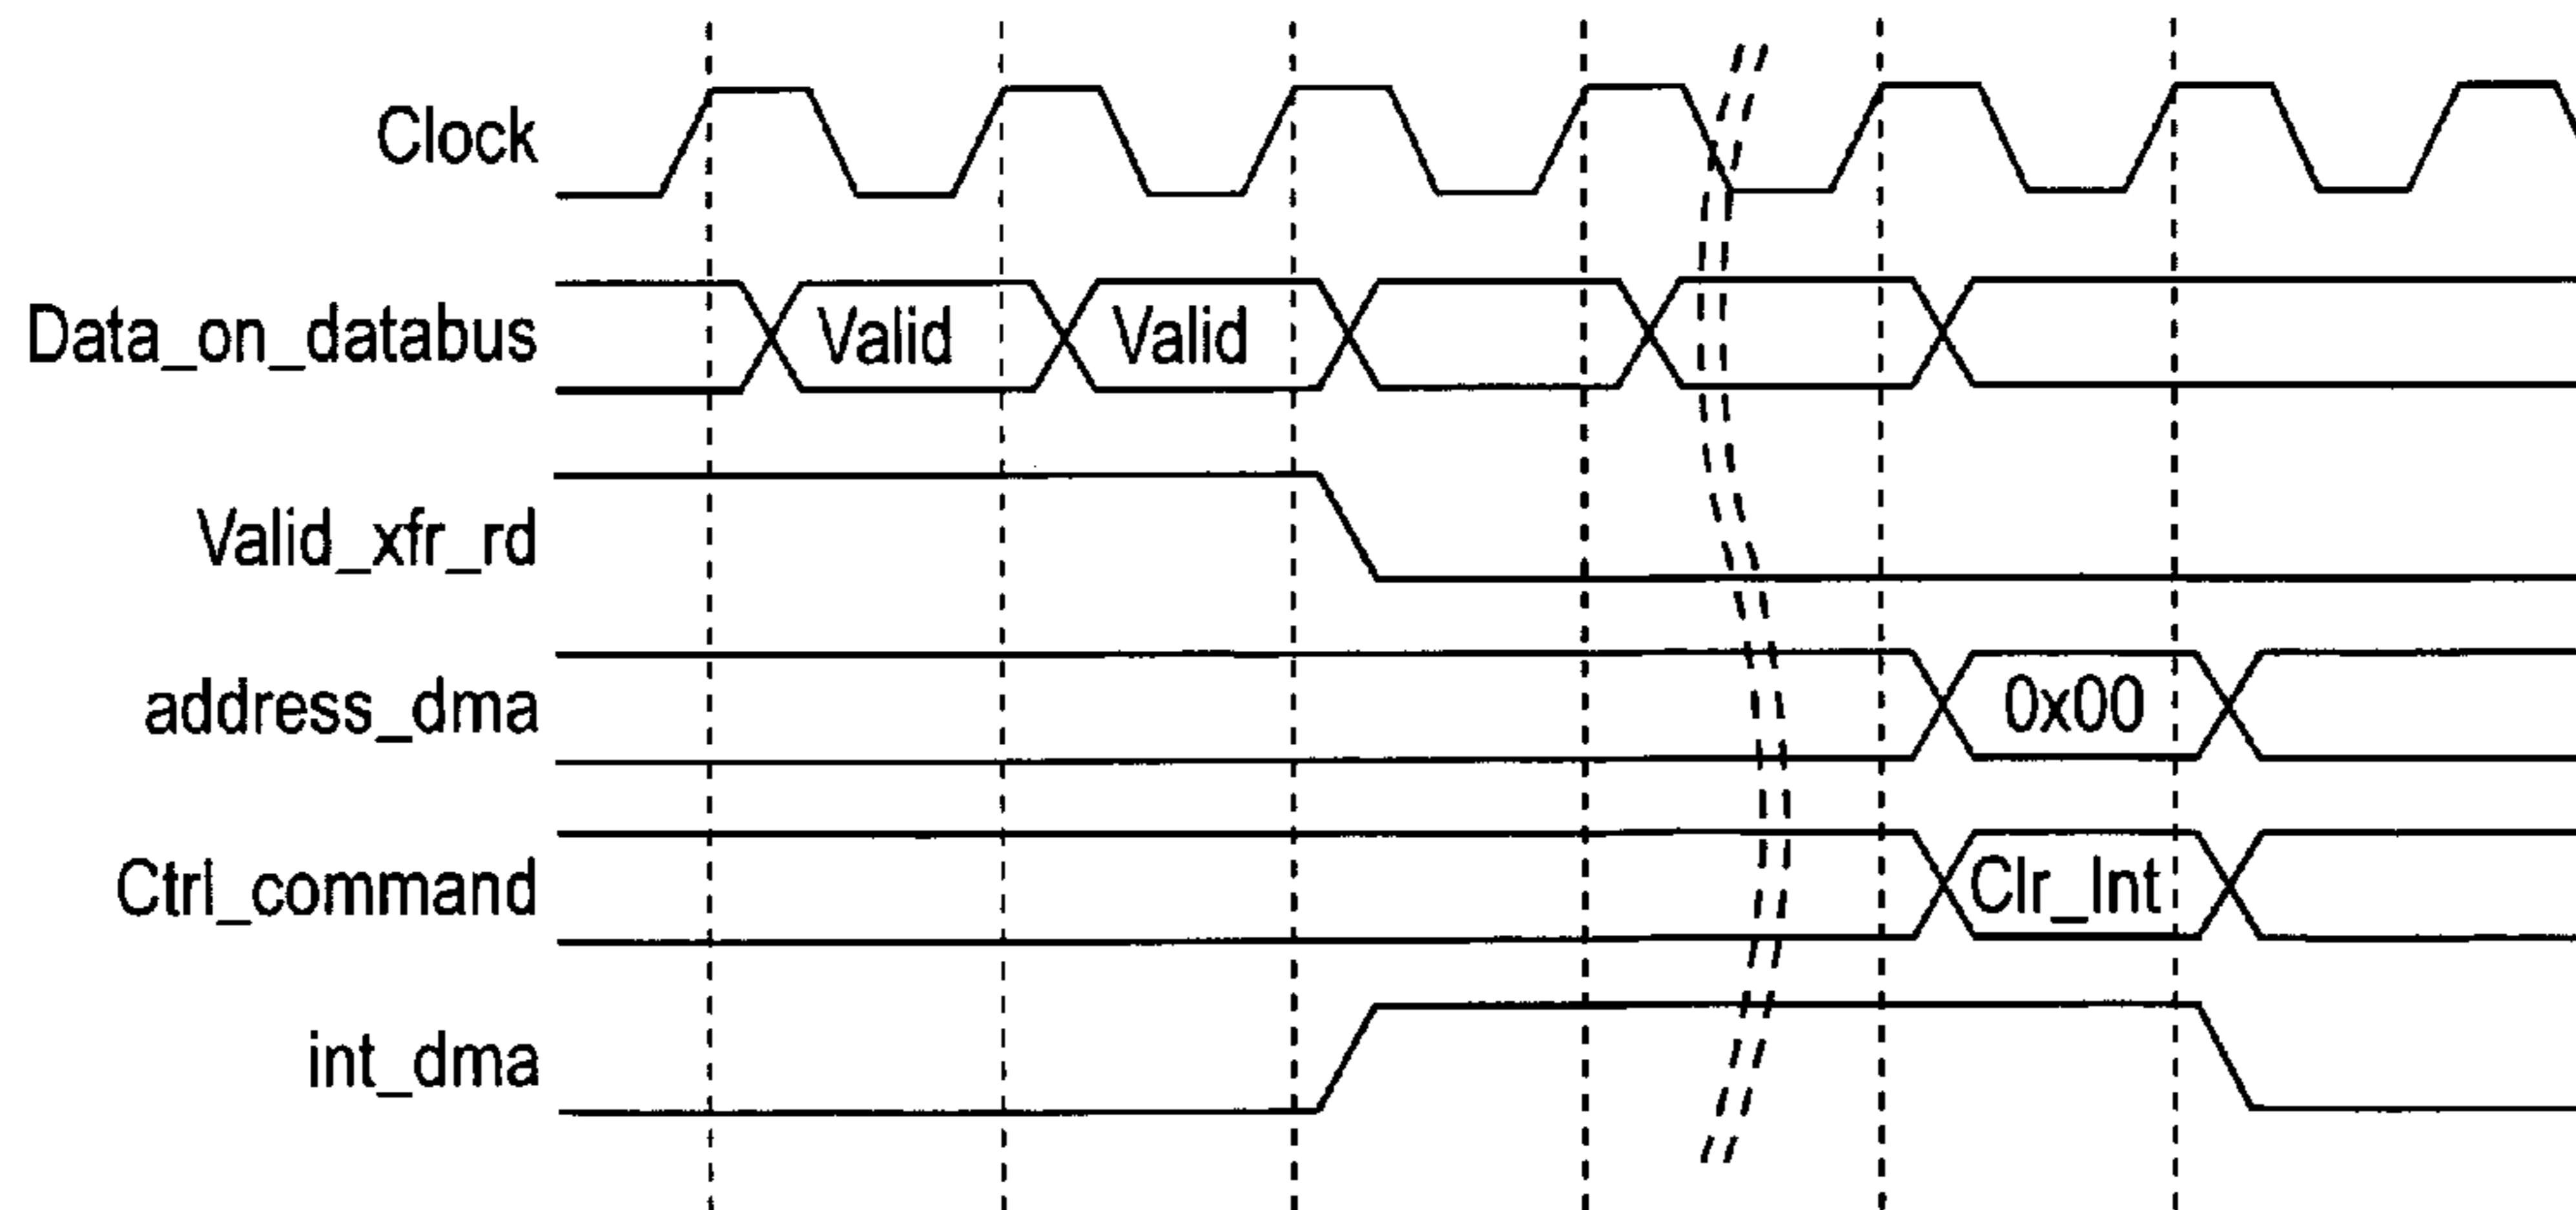 Clock
Data_on_databus Valid Valid
Valid_xfr_rd
address_dma 0x00
Ctrl_command Clr_Int
int_dma